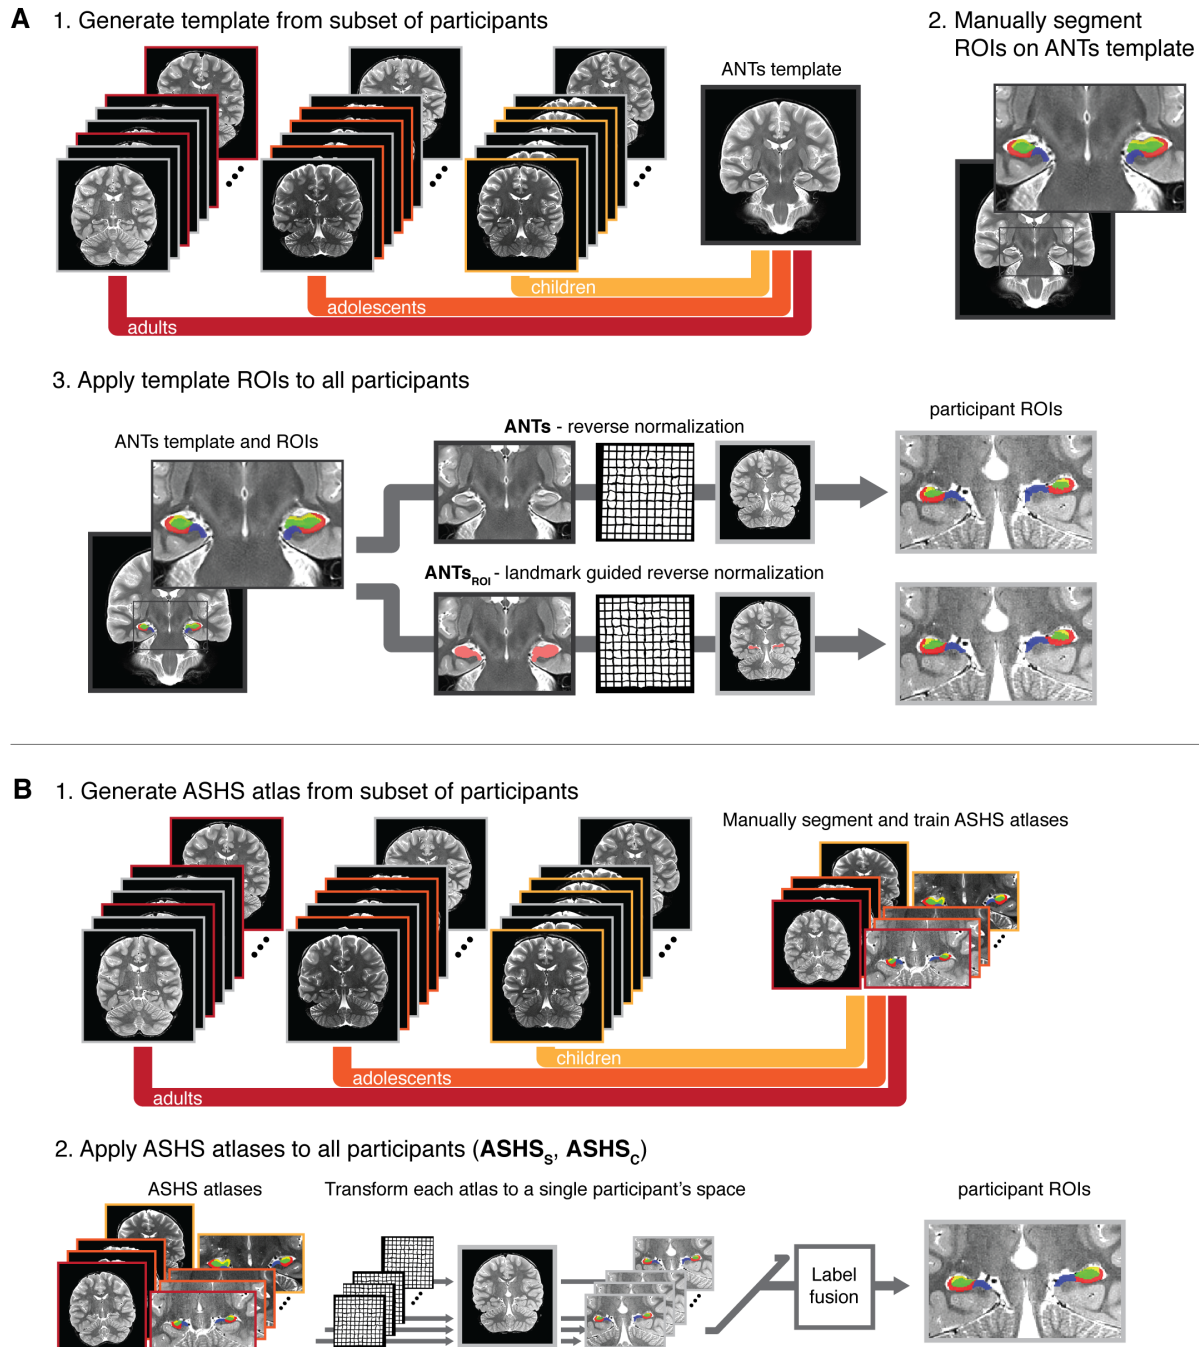 A
1. Generate template from subset of participants
2. Manually segment
ROIs on ANTs template
ANTs template
children
adolescents
adults
3. Apply template ROIs to all participants
ANTs template and ROIs
ANTs - reverse normalization
participant ROIs
ANTsROI - landmark guided reverse normalization
B
1. Generate ASHS atlas from subset of participants
Manually segment and train ASHS atlases
children
adolescents
adults
2. Apply ASHS atlases to all participants (ASHSS, ASHSC)
ASHS atlases
Transform each atlas to a single participant's space
participant ROIs
Label
fusion